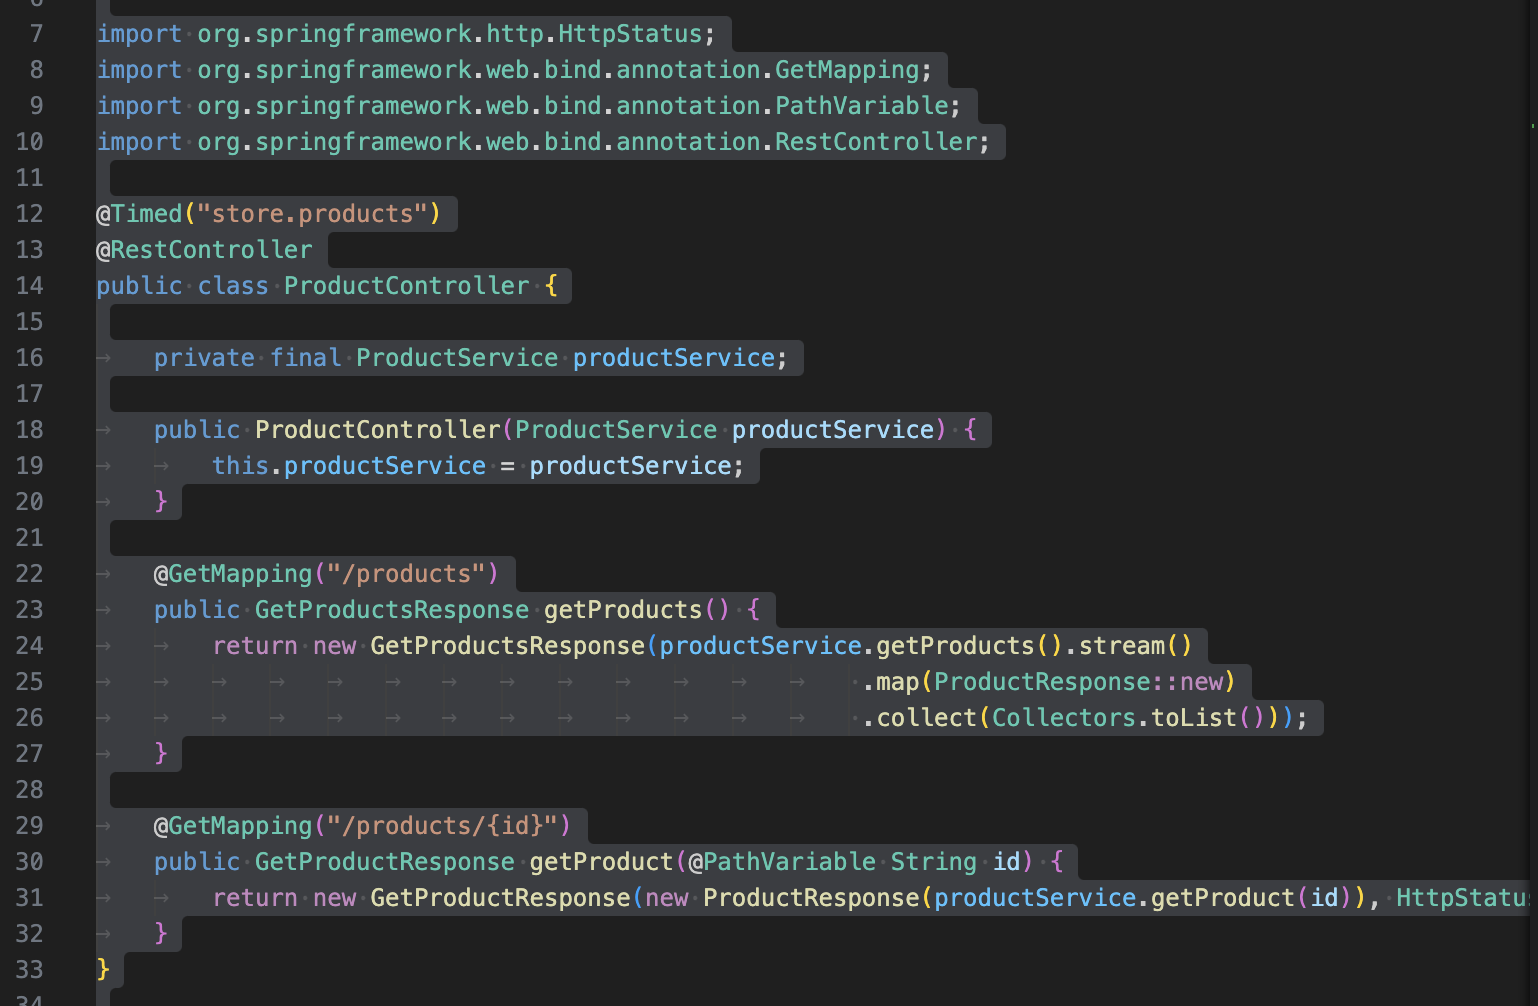 7 import org.springframework.http.HttpStatus;
8 import org.springframework.web.bind.annotation.GetMapping;
9 import org.springframework.web.bind.annotation.PathVariable;
10 import org.springframework.web.bind.annotation.RestController;
11
12 @Timed("store.products")
13 @RestController
14 public class ProductController {
15
16 private final ProductService productService;
17
18 public ProductController(ProductService productService) {
19 this.productService = productService;
20 }
21
22 @GetMapping("/products")
23 public GetProductsResponse getProducts() {
24 return new GetProductsResponse(productService.getProducts().stream()
25 .map(ProductResponse::new)
26 .collect(Collectors.toList()));
27 }
28
29 @GetMapping("/products/{id}")
30 public GetProductResponse getProduct(@PathVariable String id) {
31 return new GetProductResponse(new ProductResponse(productService.getProduct(id)), HttpStatu
32 }
33 }
34